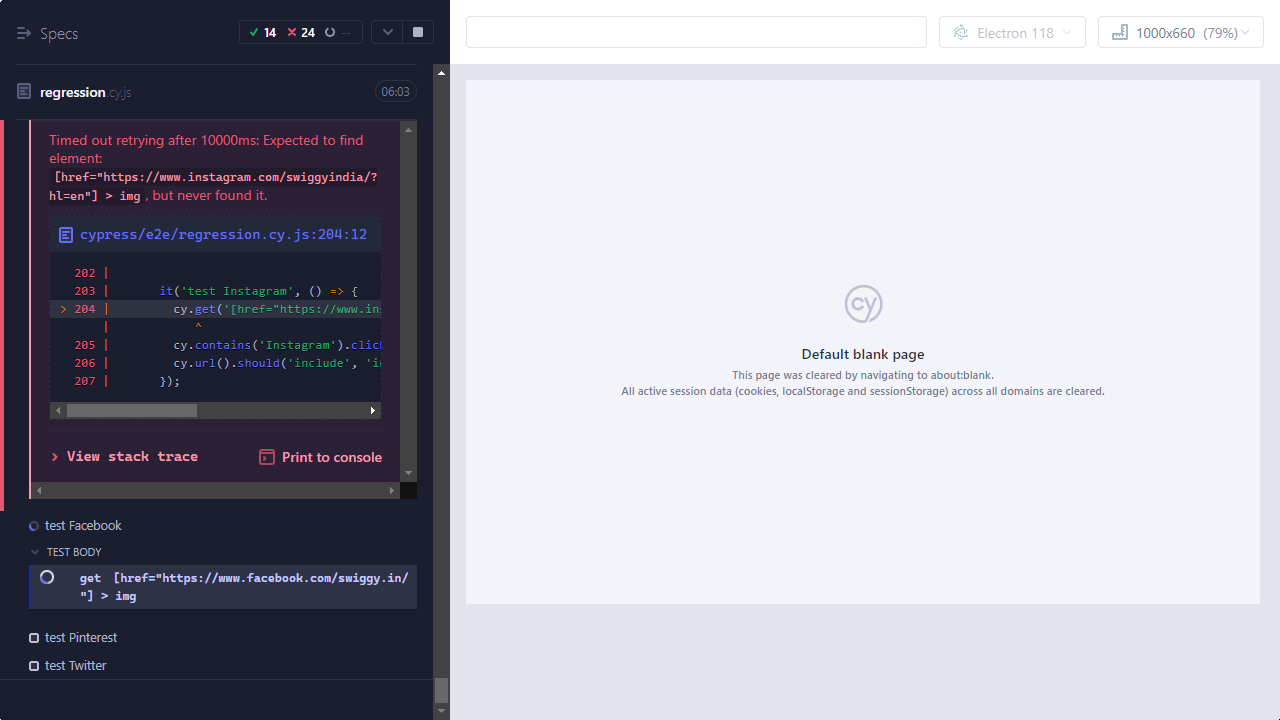 Specs
14 24 --
Electron 118
1000x660 (79%)
regression.cy.js
06:03
Timed out retrying after 10000ms: Expected to find
element:
[href="https://www.instagram.com/swiggyindia/?
hl=en"] > img, but never found it.
cypress/e2e/regression.cy.js:204:12
202 |
203 | it('test Instagram', () => {
> 204 | cy.get('[href="https://www.ins
| ^
205 | cy.contains('Instagram').click
206 | cy.url().should('include', 'in
207 | });
> View stack trace
Print to console
test Facebook
TEST BODY
get [href="https://www.facebook.com/swiggy.in/
"] > img
test Pinterest
test Twitter
cy
Default blank page
This page was cleared by navigating to about:blank.
All active session data (cookies, localStorage and sessionStorage) across all domains are cleared.